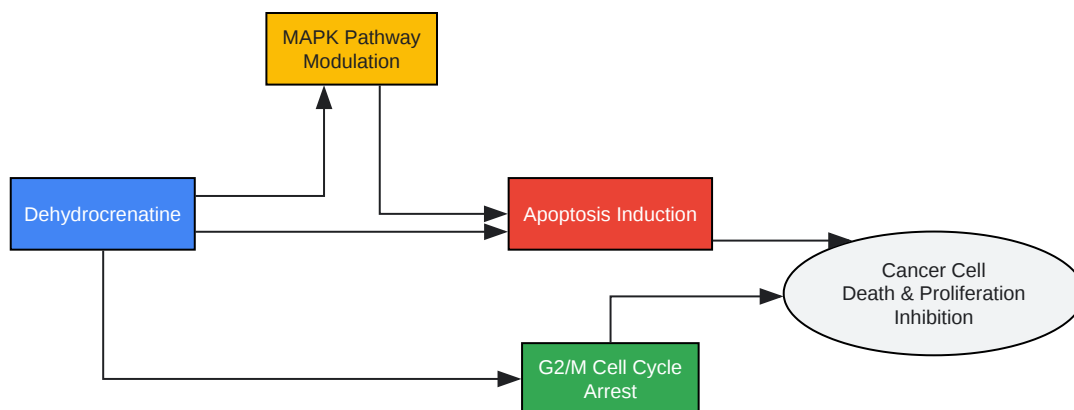 MAPK Pathway
Modulation
Dehydrocrenatine
Apoptosis Induction
Cancer Cell
Death & Proliferation
Inhibition
G2/M Cell Cycle
Arrest